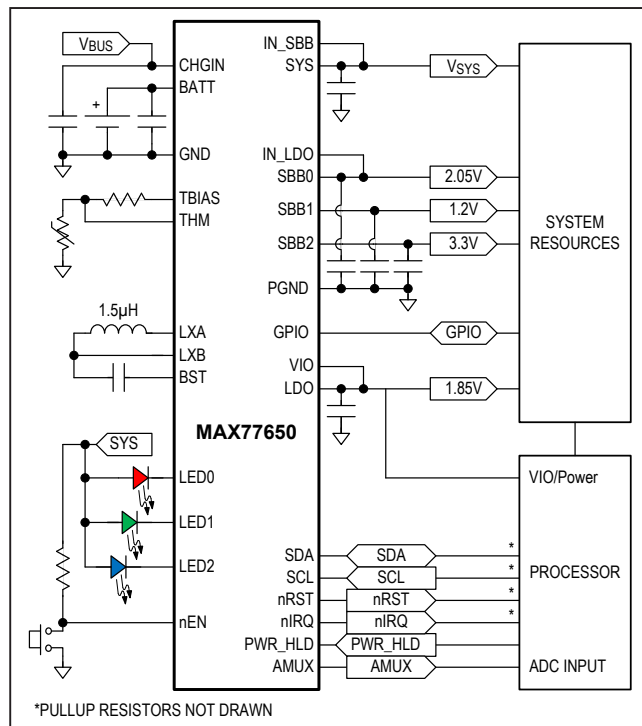 VBUS
CHGIN
BATT
+
GND
TBIAS
THM
1.5µH
LXA
LXB
BST
SYS
LED0
LED1
LED2
nEN
MAX77650
IN_SBB
SYS
VSYS
IN_LDO
SBB0
2.05V
SBB1
1.2V
SBB2
3.3V
PGND
GPIO
GPIO
VIO
LDO
1.85V
SYSTEM
RESOURCES
VIO/Power
SDA
SDA
*
SCL
SCL
*
PROCESSOR
nRST
nRST
*
nIRQ
nIRQ
*
PWR_HLD
PWR_HLD
AMUX
AMUX
ADC INPUT
*PULLUP RESISTORS NOT DRAWN